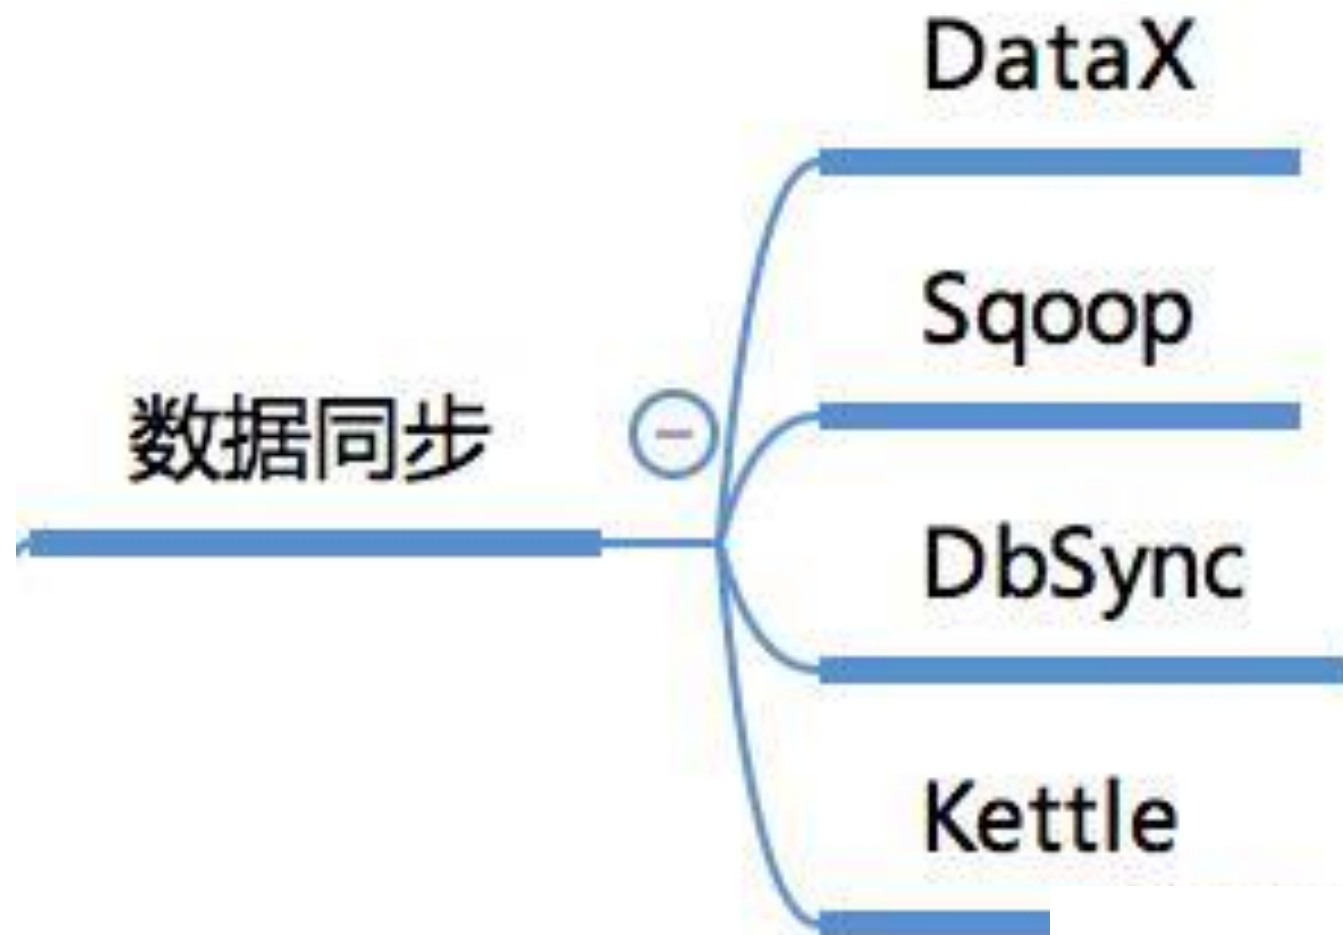 DataX
Sqoop
数据同步
DbSync
Kettle